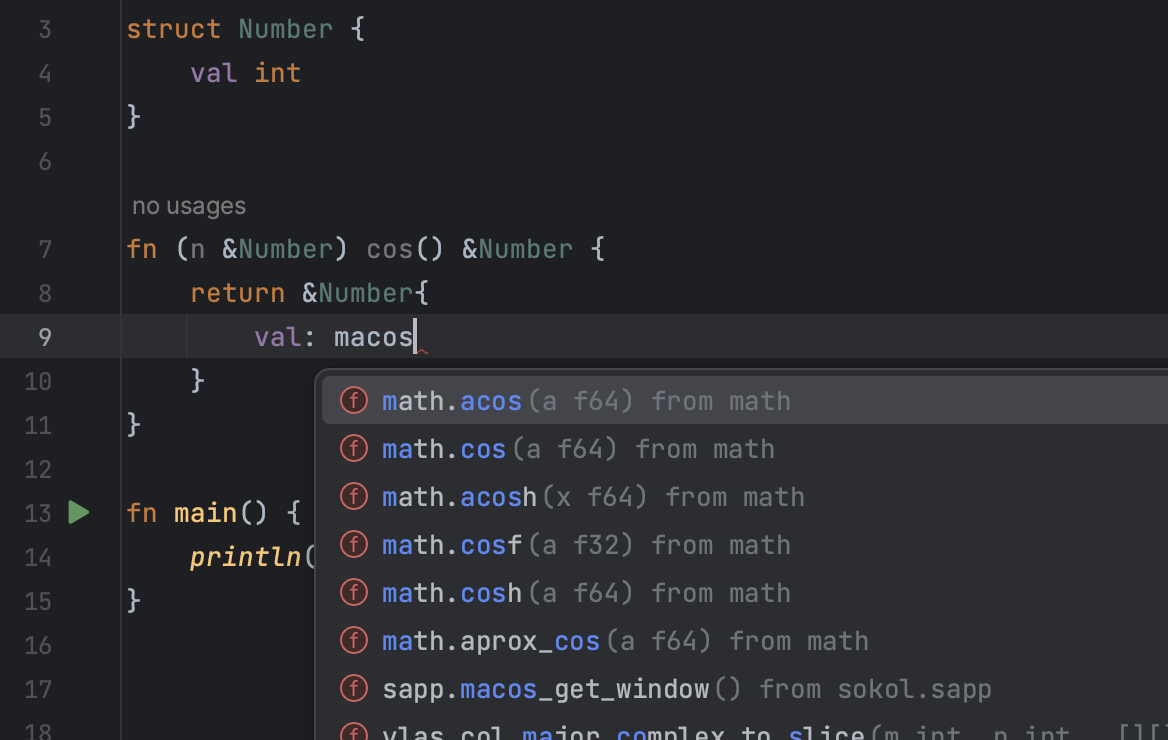 3 struct Number {
4 val int
5 }
6
no usages
7 fn (n &Number) cos() &Number {
8 return &Number{
9 val: macos
10 }
11 }
12
13 fn main() {
14 println(
15 }
16
17
18
f math.acos(a f64) from math
f math.cos(a f64) from math
f math.acosh(x f64) from math
f math.cosf(a f32) from math
f math.cosh(a f64) from math
f math.aprox_cos(a f64) from math
f sapp.macos_get_window() from sokol.sapp
f vlas.col_major_complex_to_slice(m int, n int, [][]